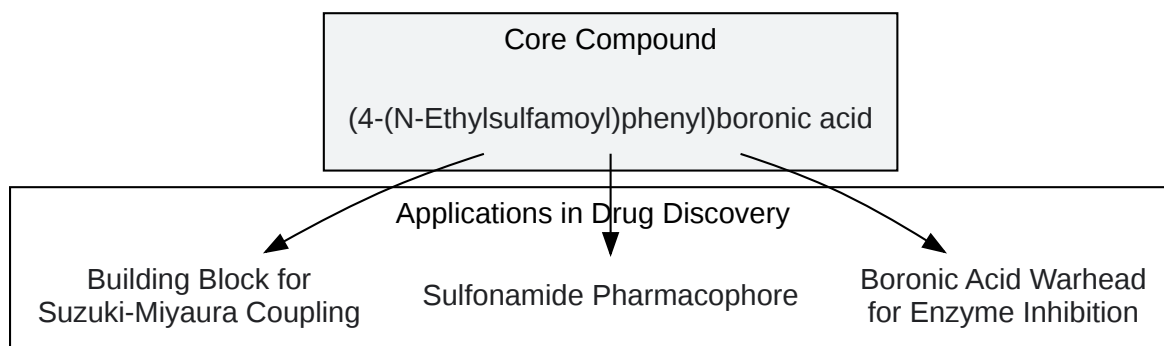 Core Compound
(4-(N-Ethylsulfamoyl)phenyl)boronic acid
Applications in Drug Discovery
Building Block for
Suzuki-Miyaura Coupling
Sulfonamide Pharmacophore
Boronic Acid Warhead
for Enzyme Inhibition